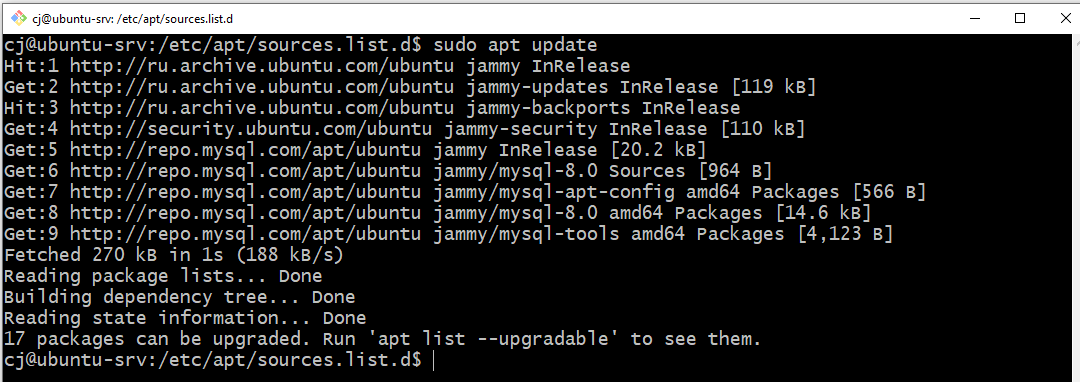 cj@ubuntu-srv: /etc/apt/sources.list.d
cj@ubuntu-srv:/etc/apt/sources.list.d$ sudo apt update
Hit:1 http://ru.archive.ubuntu.com/ubuntu jammy InRelease
Get:2 http://ru.archive.ubuntu.com/ubuntu jammy-updates InRelease [119 kB]
Hit:3 http://ru.archive.ubuntu.com/ubuntu jammy-backports InRelease
Get:4 http://security.ubuntu.com/ubuntu jammy-security InRelease [110 kB]
Get:5 http://repo.mysql.com/apt/ubuntu jammy InRelease [20.2 kB]
Get:6 http://repo.mysql.com/apt/ubuntu jammy/mysql-8.0 Sources [964 B]
Get:7 http://repo.mysql.com/apt/ubuntu jammy/mysql-apt-config amd64 Packages [566 B]
Get:8 http://repo.mysql.com/apt/ubuntu jammy/mysql-8.0 amd64 Packages [14.6 kB]
Get:9 http://repo.mysql.com/apt/ubuntu jammy/mysql-tools amd64 Packages [4,123 B]
Fetched 270 kB in 1s (188 kB/s)
Reading package lists... Done
Building dependency tree... Done
Reading state information... Done
17 packages can be upgraded. Run 'apt list --upgradable' to see them.
cj@ubuntu-srv:/etc/apt/sources.list.d$